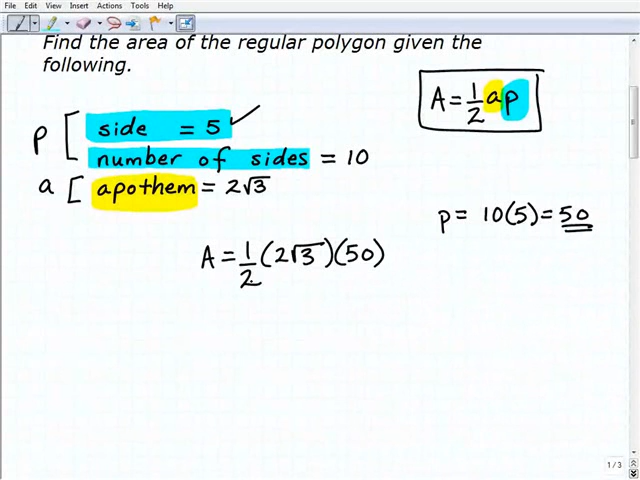 File Edit View Insert Actions Tools Help
Find the area of the regular polygon given the
following.
A = 1/2 ap
p [ side = 5 ✓
number of sides = 10
a [ apothem = 2√3
p = 10(5) = 50
A = 1/2 (2√3)(50)
1/3